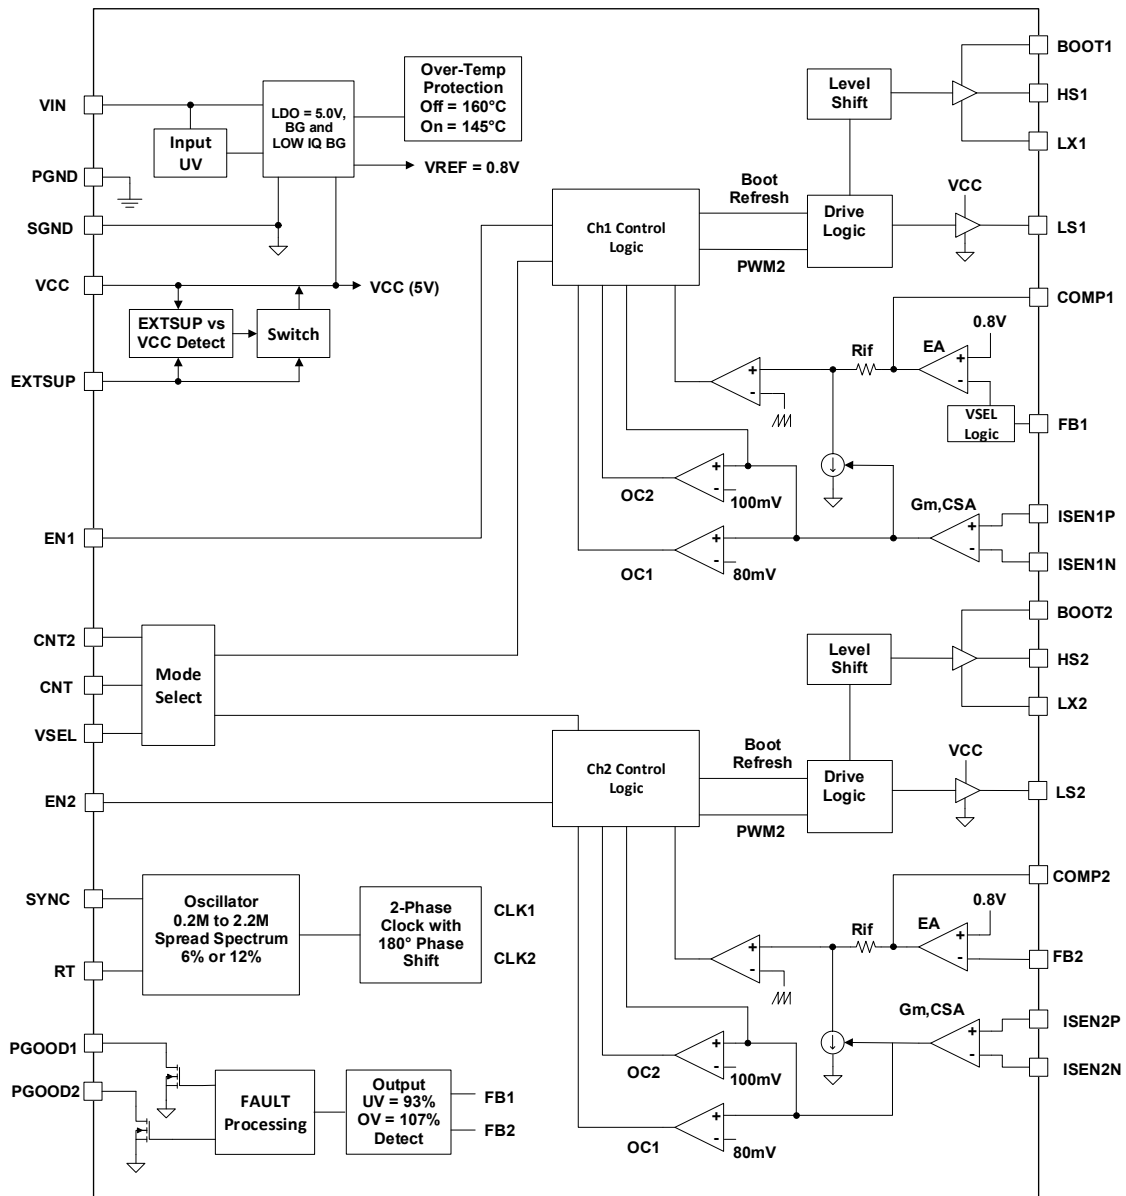 VIN
PGND
SGND
VCC
EXTSUP
EN1
CNT2
CNT
VSEL
EN2
SYNC
RT
PGOOD1
PGOOD2
Input
UV
LDO = 5.0V,
BG and
LOW IQ BG
Over-Temp
Protection
Off = 160°C
On = 145°C
VREF = 0.8V
VCC (5V)
EXTSUP vs
VCC Detect
Switch
Mode
Select
Oscillator
0.2M to 2.2M
Spread Spectrum
6% or 12%
2-Phase
Clock with
180° Phase
Shift
CLK1
CLK2
FAULT
Processing
Output
UV = 93%
OV = 107%
Detect
FB1
FB2
Ch1 Control
Logic
Boot
Refresh
PWM2
Level
Shift
Drive
Logic
VCC
BOOT1
HS1
LX1
LS1
COMP1
0.8V
EA
+
-
Rif
+
-
VSEL
Logic
FB1
+
-
OC2
100mV
Gm,CSA
+
-
ISEN1P
ISEN1N
+
-
OC1
80mV
Ch2 Control
Logic
Boot
Refresh
PWM2
Level
Shift
Drive
Logic
VCC
BOOT2
HS2
LX2
LS2
COMP2
0.8V
EA
+
-
Rif
+
-
FB2
Gm,CSA
+
-
ISEN2P
ISEN2N
+
-
OC2
100mV
+
-
OC1
80mV